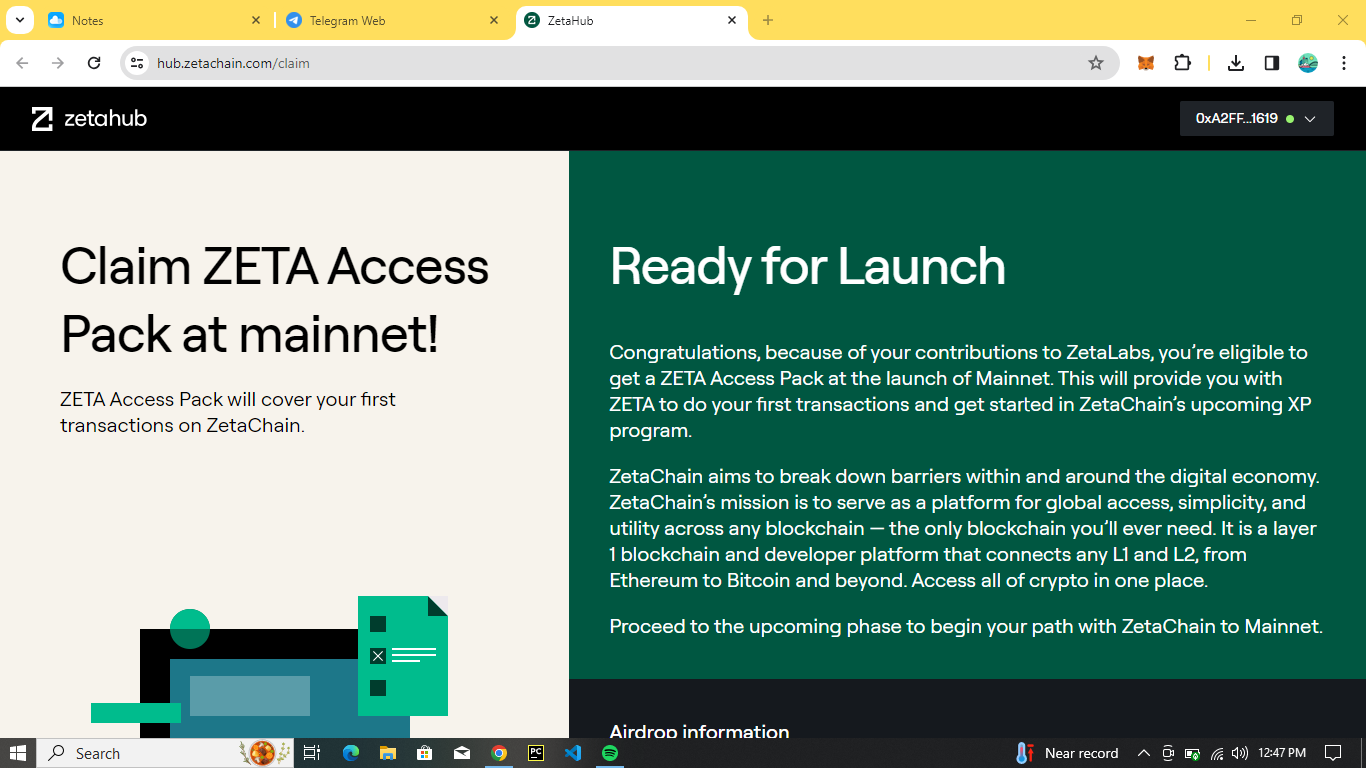 Notes
Telegram Web
ZetaHub
hub.zetachain.com/claim
zetahub
0xA2FF...1619
Claim ZETA Access
Pack at mainnet!
ZETA Access Pack will cover your first
transactions on ZetaChain.
Ready for Launch
Congratulations, because of your contributions to ZetaLabs, you’re eligible to
get a ZETA Access Pack at the launch of Mainnet. This will provide you with
ZETA to do your first transactions and get started in ZetaChain’s upcoming XP
program.
ZetaChain aims to break down barriers within and around the digital economy.
ZetaChain’s mission is to serve as a platform for global access, simplicity, and
utility across any blockchain — the only blockchain you’ll ever need. It is a layer
1 blockchain and developer platform that connects any L1 and L2, from
Ethereum to Bitcoin and beyond. Access all of crypto in one place.
Proceed to the upcoming phase to begin your path with ZetaChain to Mainnet.
Airdrop information
Search
PC
Near record
12:47 PM